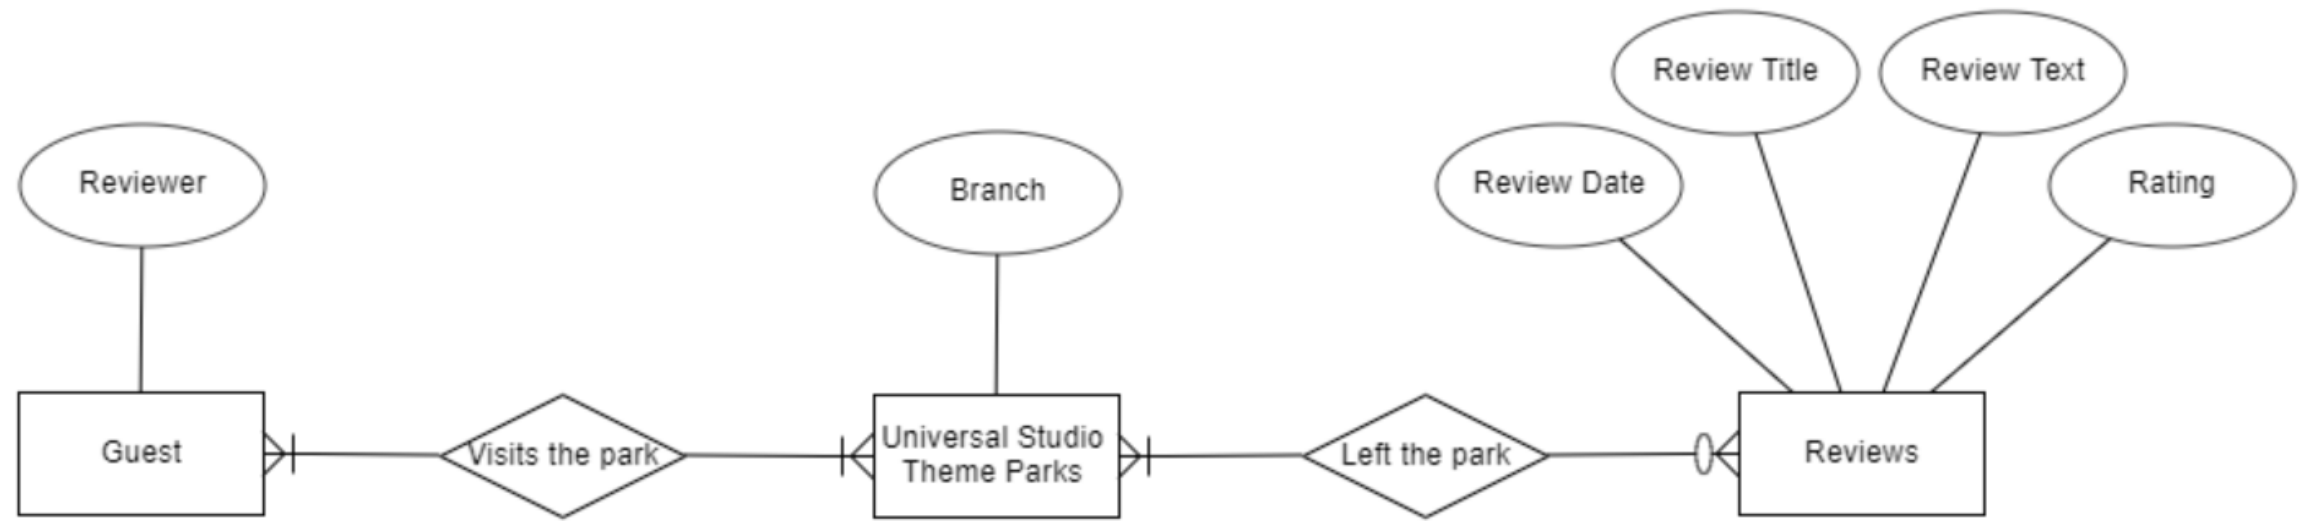 Review Title
Review Text
Reviewer
Branch
Review Date
Rating
Guest
Visits the park
Universal Studio
Theme Parks
Left the park
Reviews